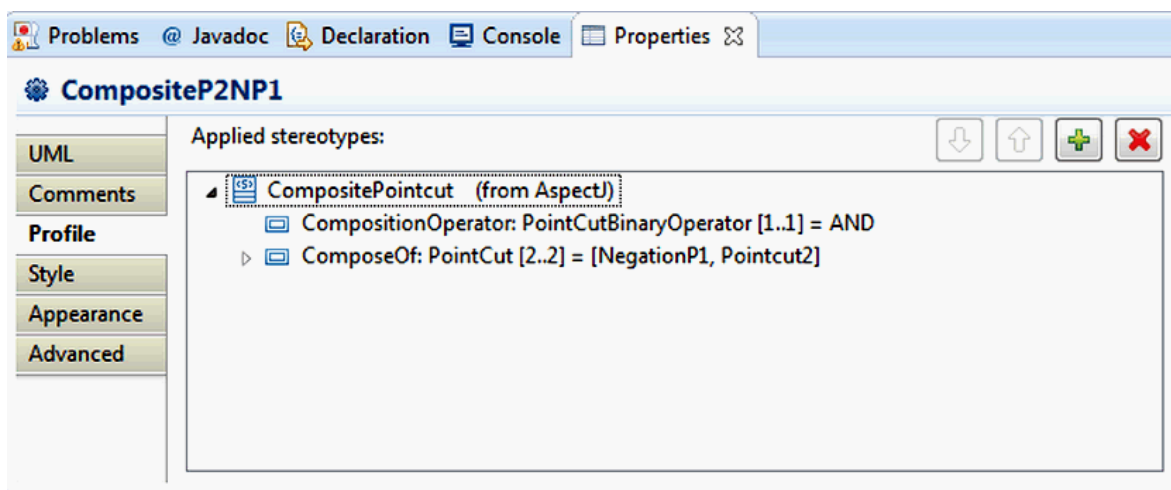 Problems @ Javadoc Declaration Console Properties
CompositeP2NP1
Applied stereotypes:
UML
Comments
Profile
Style
Appearance
Advanced
CompositePointcut (from AspectJ)
CompositionOperator: PointCutBinaryOperator [1..1] = AND
ComposeOf: PointCut [2..2] = [NegationP1, Pointcut2]